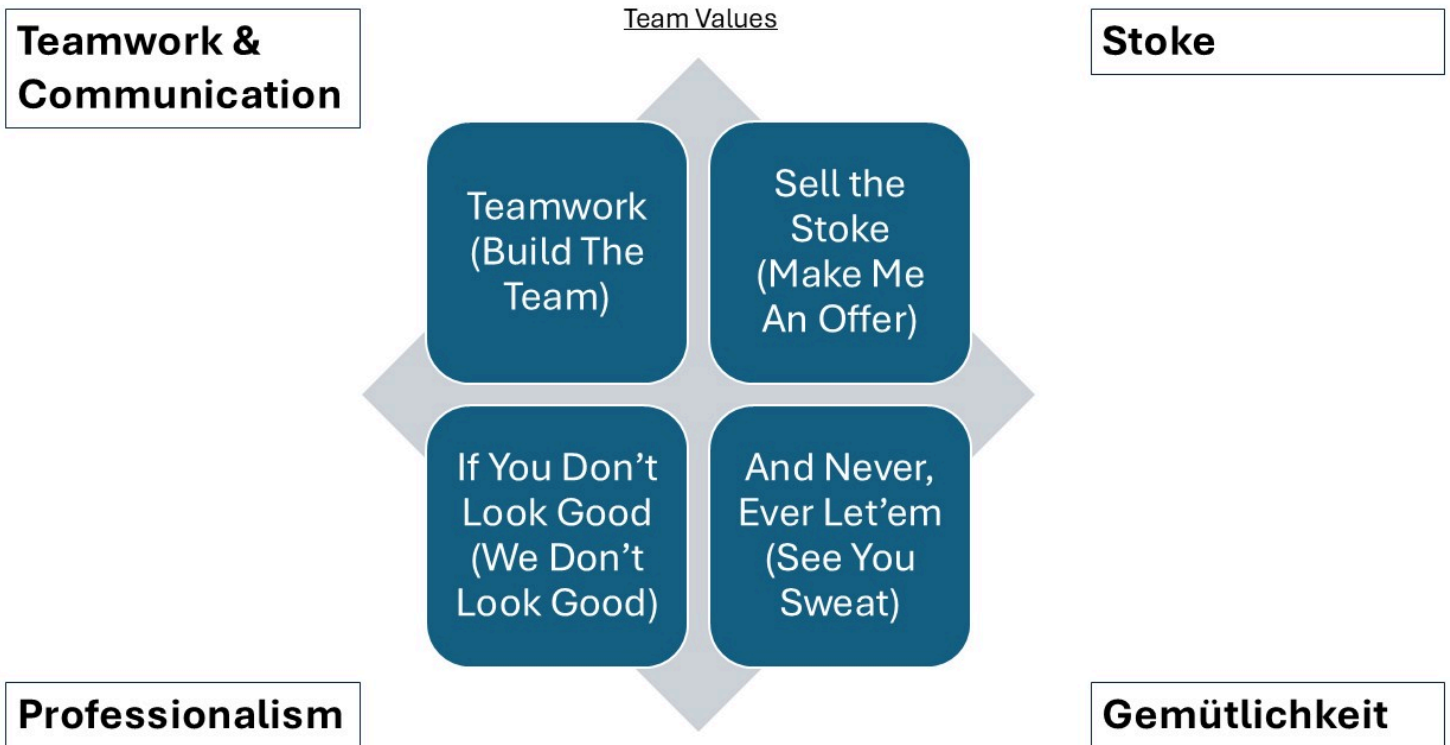 Team Values
Teamwork &
Communication
Stoke
Teamwork
(Build The
Team)
Sell the
Stoke
(Make Me
An Offer)
If You Don’t
Look Good
(We Don’t
Look Good)
And Never,
Ever Let’em
(See You
Sweat)
Professionalism
Gemütlichkeit